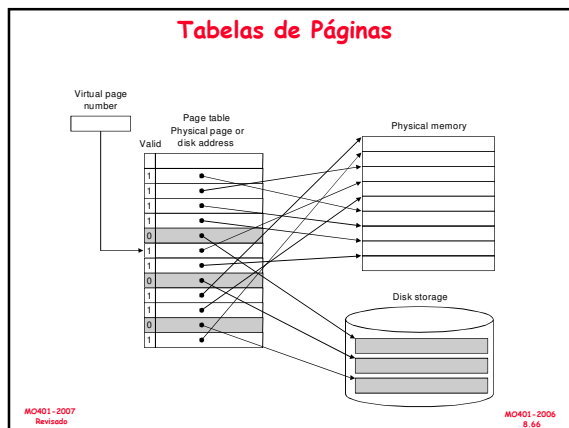 Tabelas de Páginas
Virtual page
number
Page table
Physical page or
disk address
Valid
Physical memory
1
1
1
1
0
1
1
0
1
1
0
1
Disk storage
MO401-2007
Revisado
MO401-2006
8.66